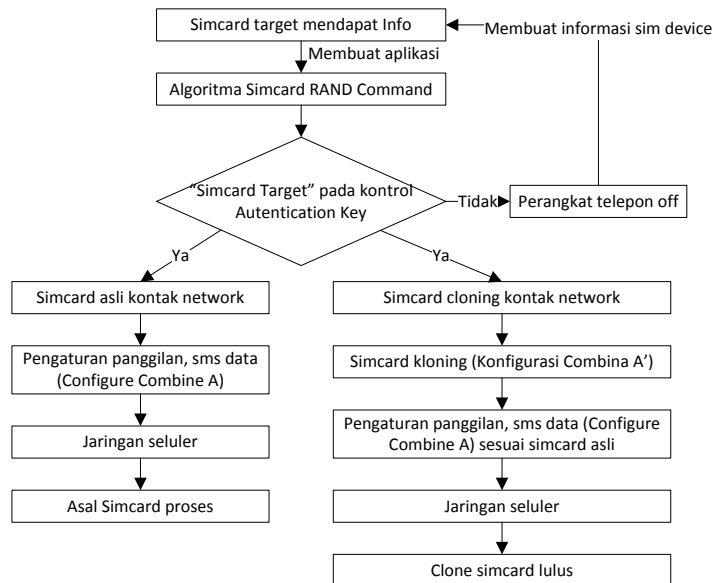 Simcard target mendapat Info
Membuat informasi sim device
Membuat aplikasi
Algoritma Simcard RAND Command
“Simcard Target” pada kontrol
Autentication Key
Tidak
Perangkat telepon off
Ya
Ya
Simcard asli kontak network
Simcard cloning kontak network
Pengaturan panggilan, sms data
(Configure Combine A)
Simcard kloning (Konfigurasi Combina A’)
Jaringan seluler
Pengaturan panggilan, sms data (Configure
Combine A) sesuai simcard asli
Asal Simcard proses
Jaringan seluler
Clone simcard lulus